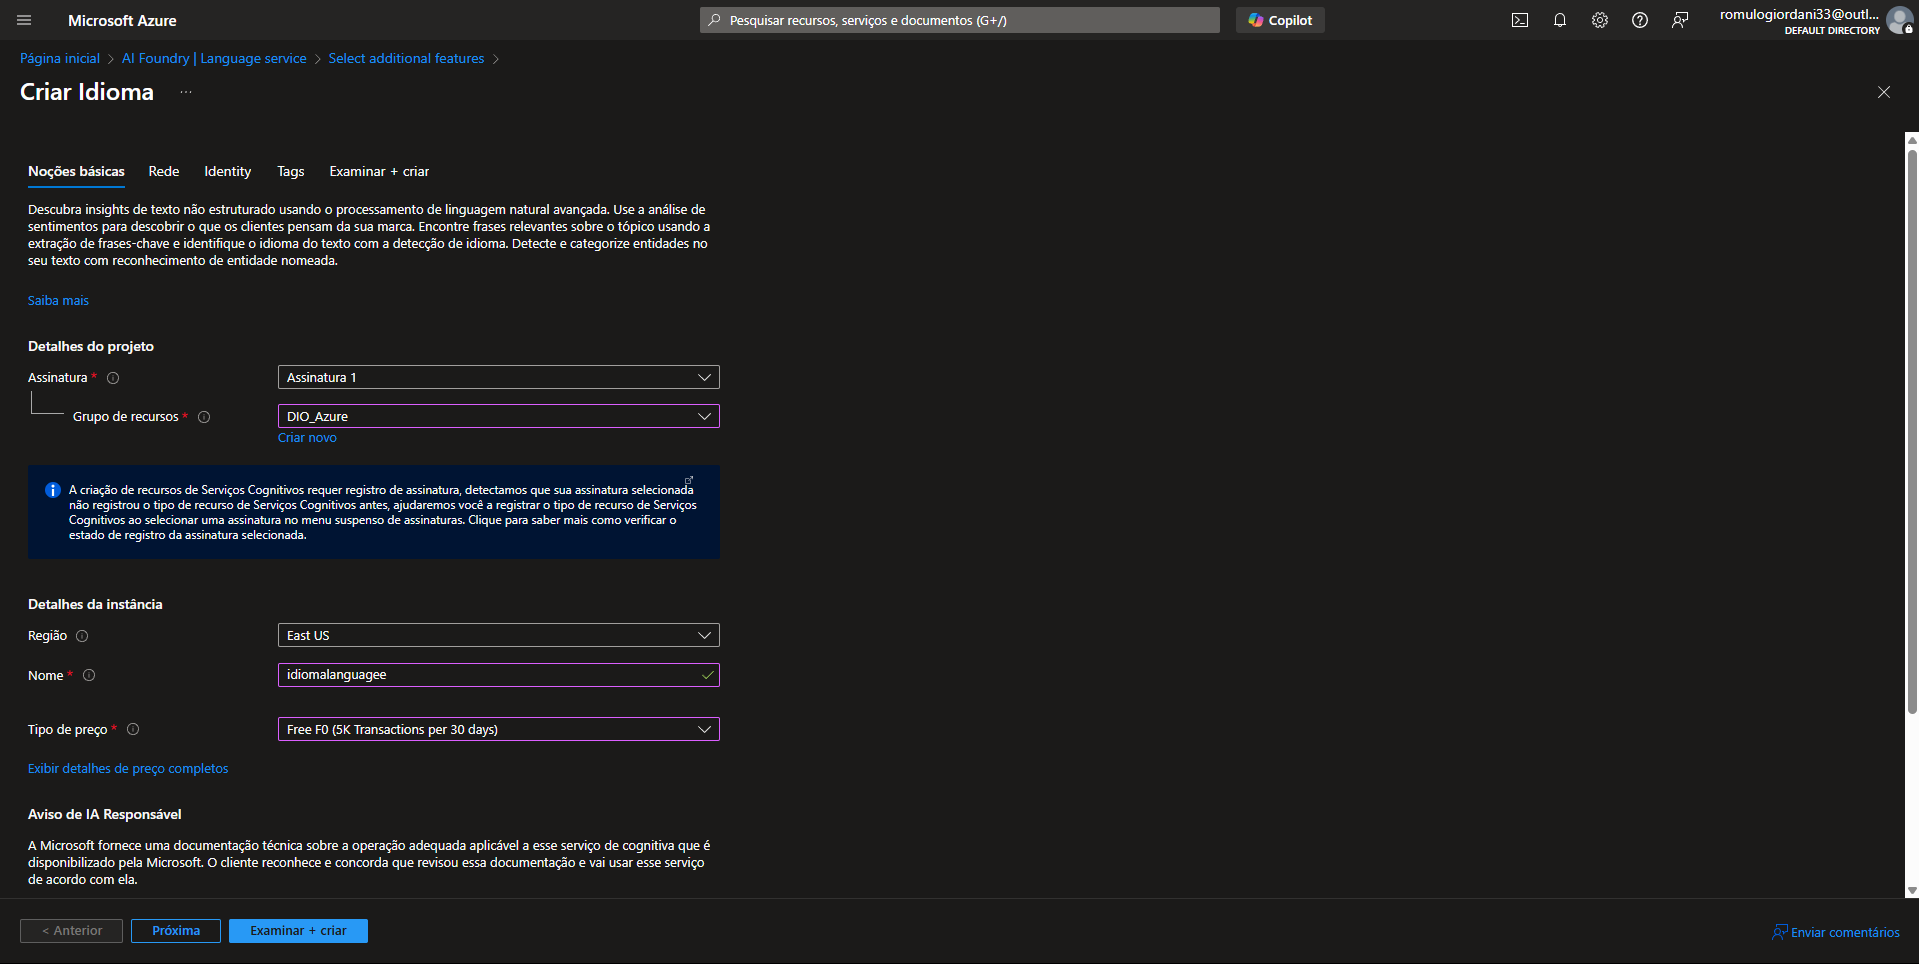 Microsoft Azure
Pesquisar recursos, serviços e documentos (G+/)
Copilot
romulogiordani33@outl...
DEFAULT DIRECTORY
Página inicial > AI Foundry | Language service > Select additional features >
Criar Idioma ...
Noções básicas Rede Identity Tags Examinar + criar
Descubra insights de texto não estruturado usando o processamento de linguagem natural avançada. Use a análise de
sentimentos para descobrir o que os clientes pensam da sua marca. Encontre frases relevantes sobre o tópico usando a
extração de frases-chave e identifique o idioma do texto com a detecção de idioma. Detecte e categorize entidades no
seu texto com reconhecimento de entidade nomeada.
Saiba mais
Detalhes do projeto
Assinatura * Assinatura 1
Grupo de recursos * DIO_Azure
Criar novo
A criação de recursos de Serviços Cognitivos requer registro de assinatura, detectamos que sua assinatura selecionada
não registrou o tipo de recurso de Serviços Cognitivos antes, ajudaremos você a registrar o tipo de recurso de Serviços
Cognitivos ao selecionar uma assinatura no menu suspenso de assinaturas. Clique para saber mais como verificar o
estado de registro da assinatura selecionada.
Detalhes da instância
Região East US
Nome * idiomalanguagee
Tipo de preço * Free F0 (5K Transactions per 30 days)
Exibir detalhes de preço completos
Aviso de IA Responsável
A Microsoft fornece uma documentação técnica sobre a operação adequada aplicável a esse serviço de cognitiva que é
disponibilizado pela Microsoft. O cliente reconhece e concorda que revisou essa documentação e vai usar esse serviço
de acordo com ela.
< Anterior Próxima Examinar + criar
Enviar comentários